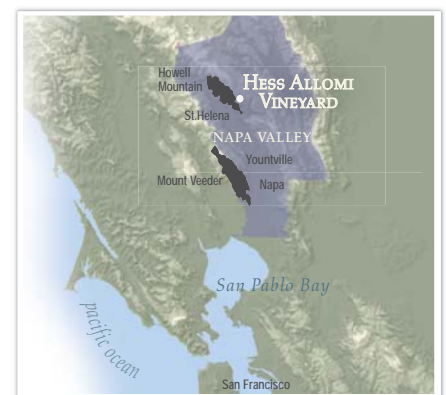 Howell
Mountain
HESS ALLOMI
VINEYARD
St.Helena
NAPA VALLEY
Yountville
Mount Veeder
Napa
San Pablo Bay
pacific ocean
San Francisco